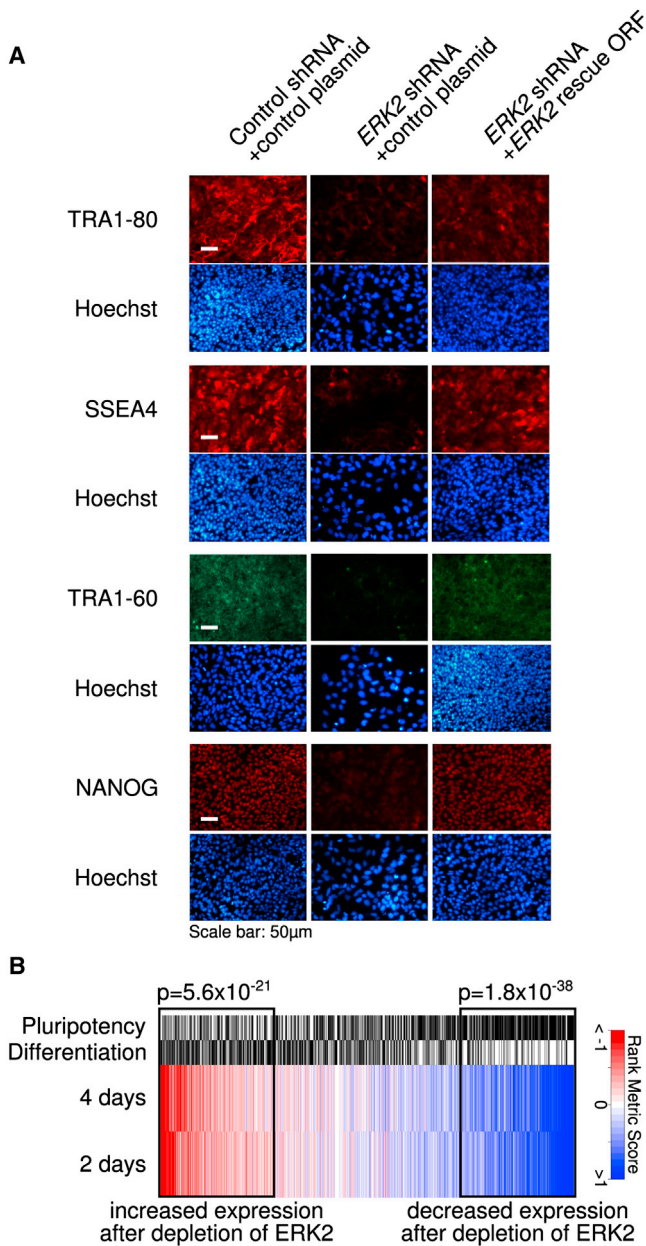 A
Control shRNA
+control plasmid
ERK2 shRNA
+control plasmid
ERK2 shRNA
+ERK2 rescue ORF
TRA1-80
Hoechst
SSEA4
Hoechst
TRA1-60
Hoechst
NANOG
Hoechst
Scale bar: 50μm
B
p=5.6x10⁻²¹
p=1.8x10⁻³⁸
Pluripotency
Differentiation
4 days
2 days
< -1
0
>1
Rank Metric Score
increased expression
after depletion of ERK2
decreased expression
after depletion of ERK2